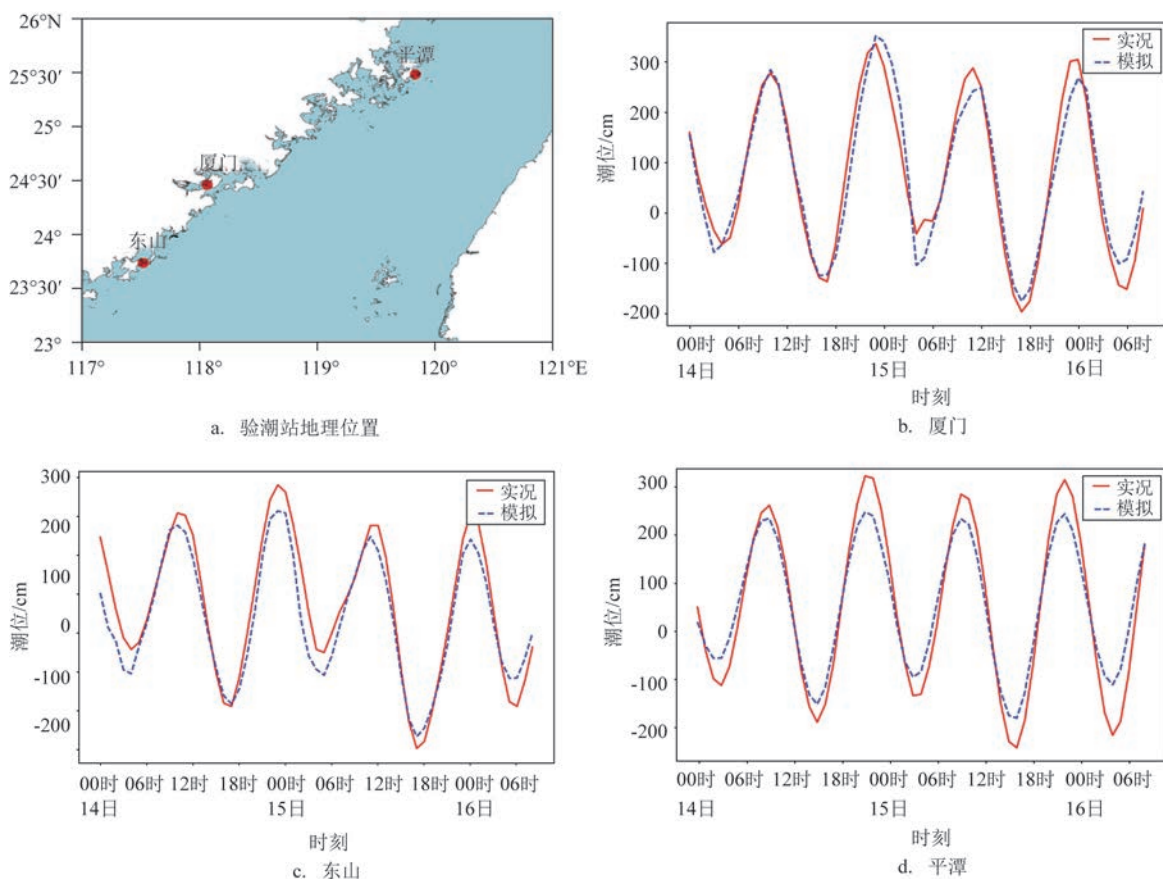 26°N
25°30′
25°
24°30′
24°
23°30′
23°
117°
118°
119°
120°
121°E
平潭
厦门
东山
a. 验潮站地理位置
潮位/cm
300
200
100
0
-100
-200
实况
模拟
00时 06时 12时 18时 00时 06时 12时 18时 00时 06时
14日 15日 16日
时刻
b. 厦门
潮位/cm
300
200
100
0
-100
-200
实况
模拟
00时 06时 12时 18时 00时 06时 12时 18时 00时 06时
14日 15日 16日
时刻
c. 东山
潮位/cm
300
200
100
0
-100
-200
实况
模拟
00时 06时 12时 18时 00时 06时 12时 18时 00时 06时
14日 15日 16日
时刻
d. 平潭